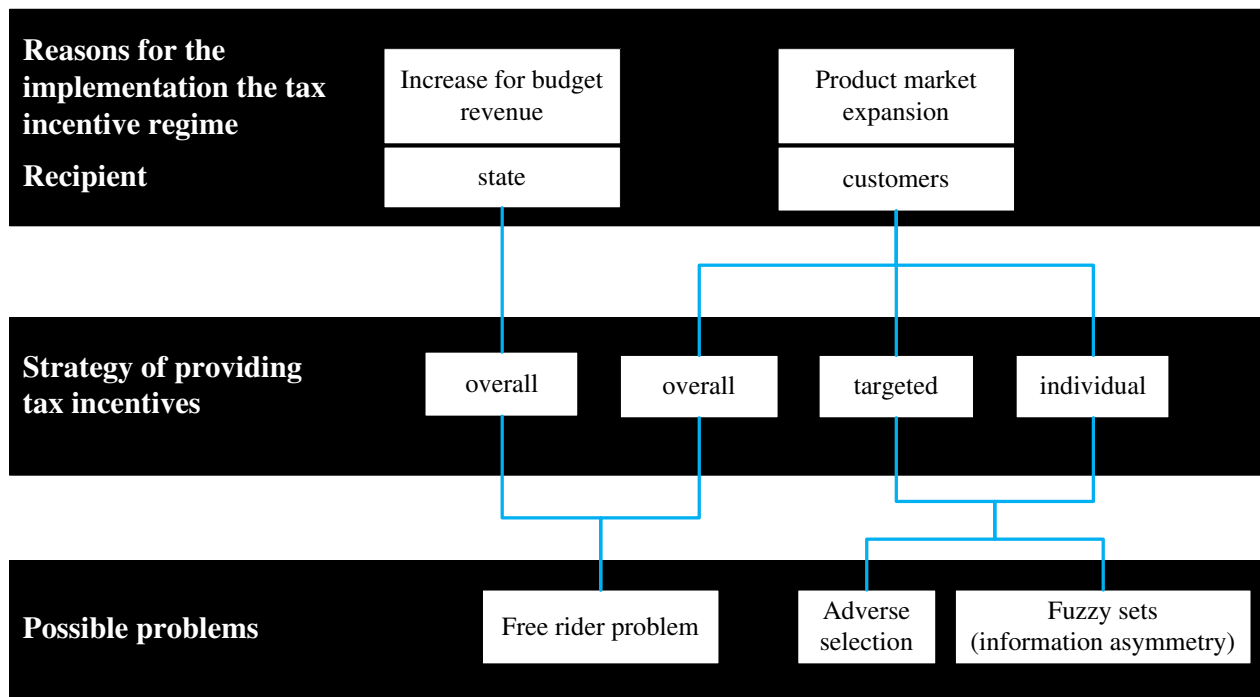 Reasons for the
implementation the tax
incentive regime
Increase for budget
revenue
Product market
expansion
Recipient
state
customers
Strategy of providing
tax incentives
overall
overall
targeted
individual
Possible problems
Free rider problem
Adverse
selection
Fuzzy sets
(information asymmetry)